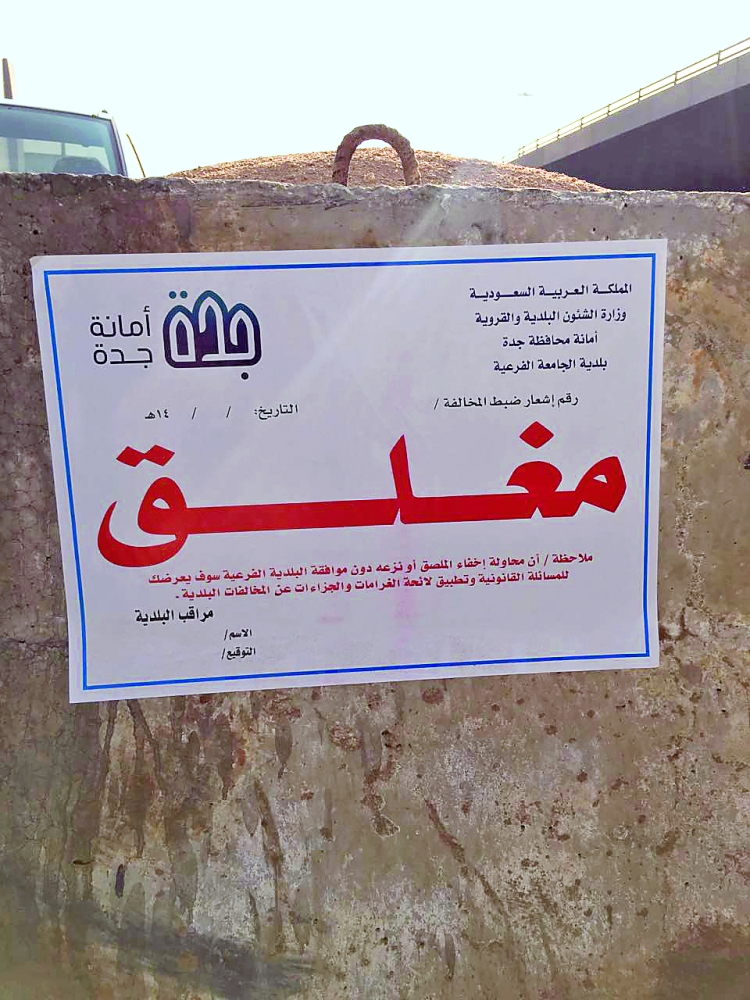 المملكة العربية السعودية
وزارة الشئون البلدية والقروية
أمانة محافظة جدة
بلدية الجامعة الفرعية
جدة
أمانة
جدة
رقم إشعار ضبط المخالفة /
التاريخ: / / ١٤هـ
مغلق
ملاحظة / أن محاولة إخفاء الملصق أو نزعه دون موافقة البلدية الفرعية سوف يعرضك
للمسائلة القانونية وتطبيق لائحة الغرامات والجزاءات عن المخالفات البلدية .
مراقب البلدية
الاسم/
التوقيع/